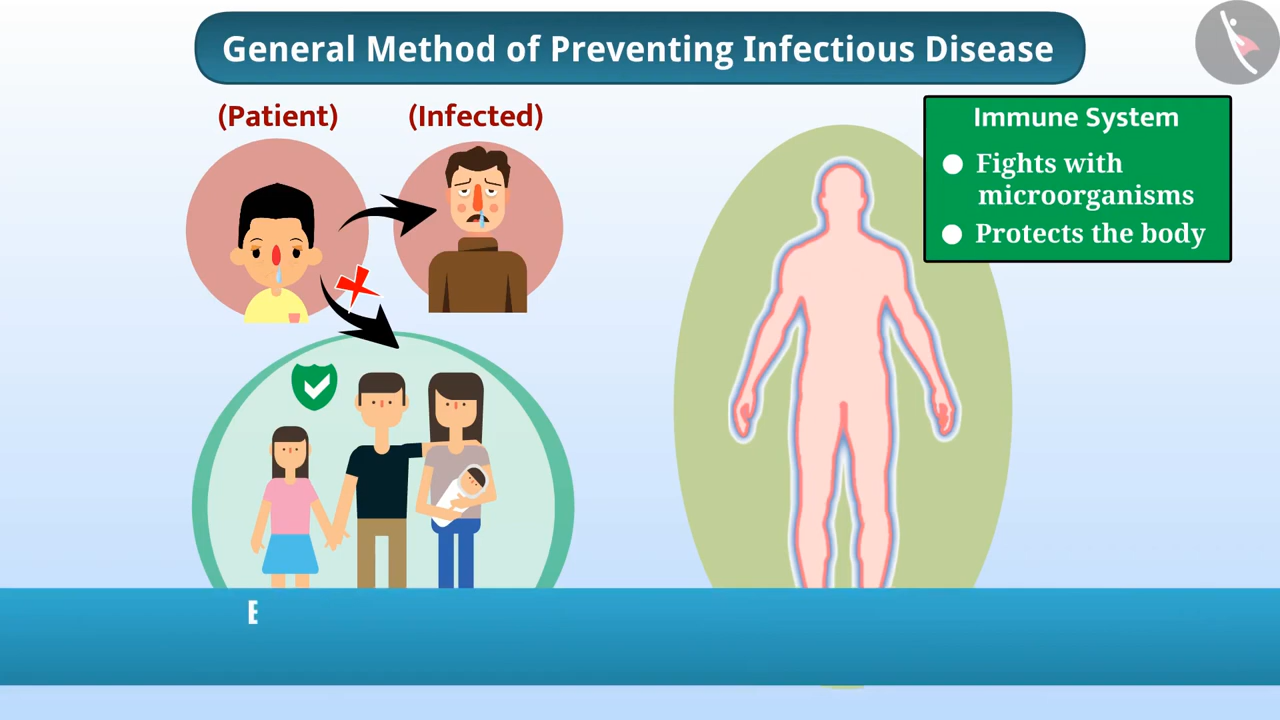 General Method of Preventing Infectious Disease
(Patient)
(Infected)
Immune System
Fights with
microorganisms
Protects the body
E